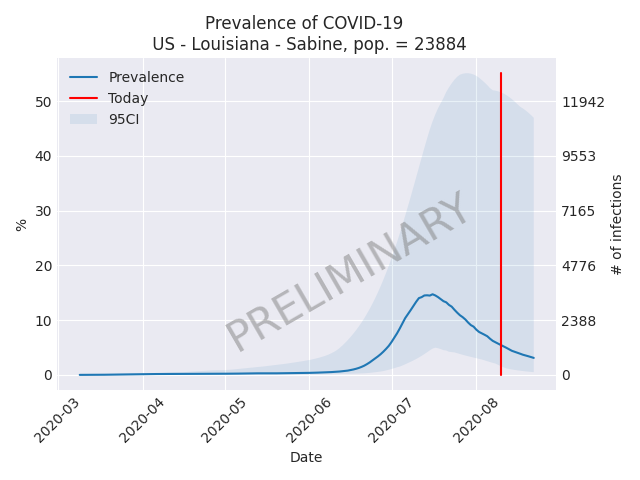 Prevalence of COVID-19
US - Louisiana - Sabine, pop. = 23884
Prevalence
Today
95CI
50
40
30
20
10
0
%
11942
9553
7165
4776
2388
0
# of infections
PRELIMINARY
2020-03
2020-04
2020-05
2020-06
2020-07
2020-08
Date